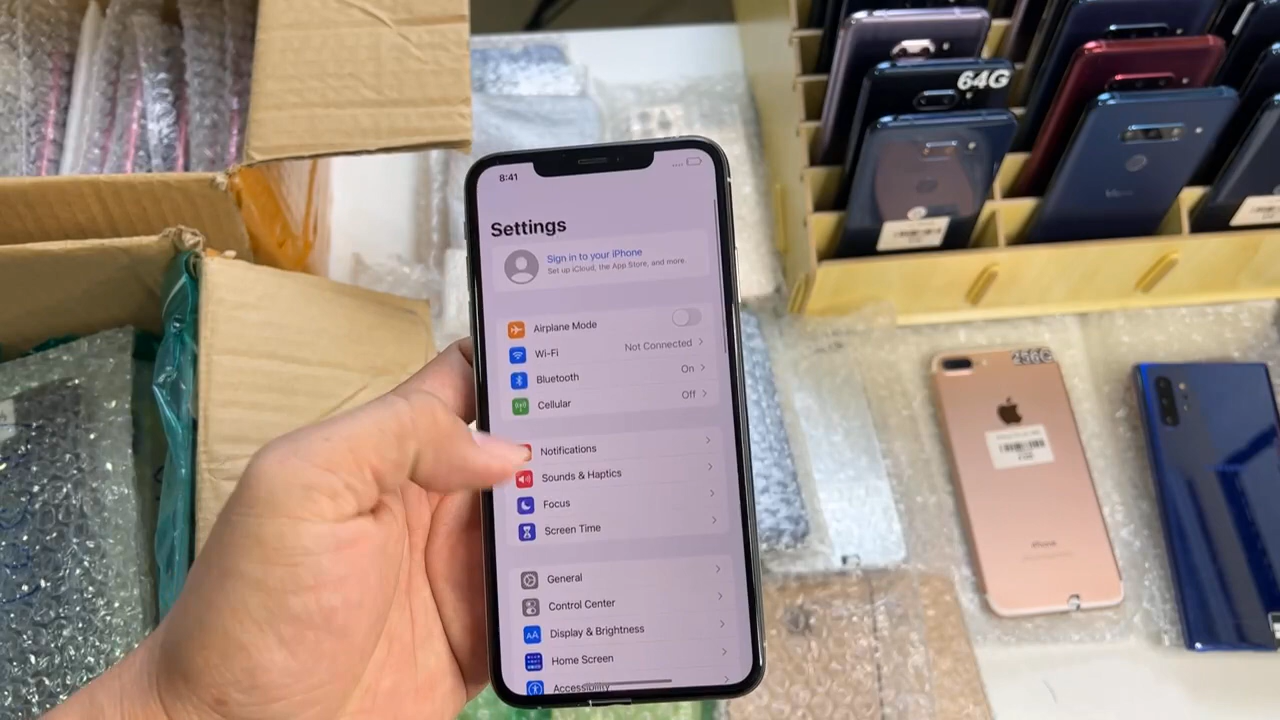 64G
8:41
Settings
Sign in to your iPhone
Set up iCloud, the App Store, and more.
Airplane Mode
Wi-Fi Not Connected
Bluetooth On
Cellular Off
Notifications
Sounds & Haptics
Focus
Screen Time
General
Control Center
AA Display & Brightness
Home Screen
Accessibility
256G
iPhone